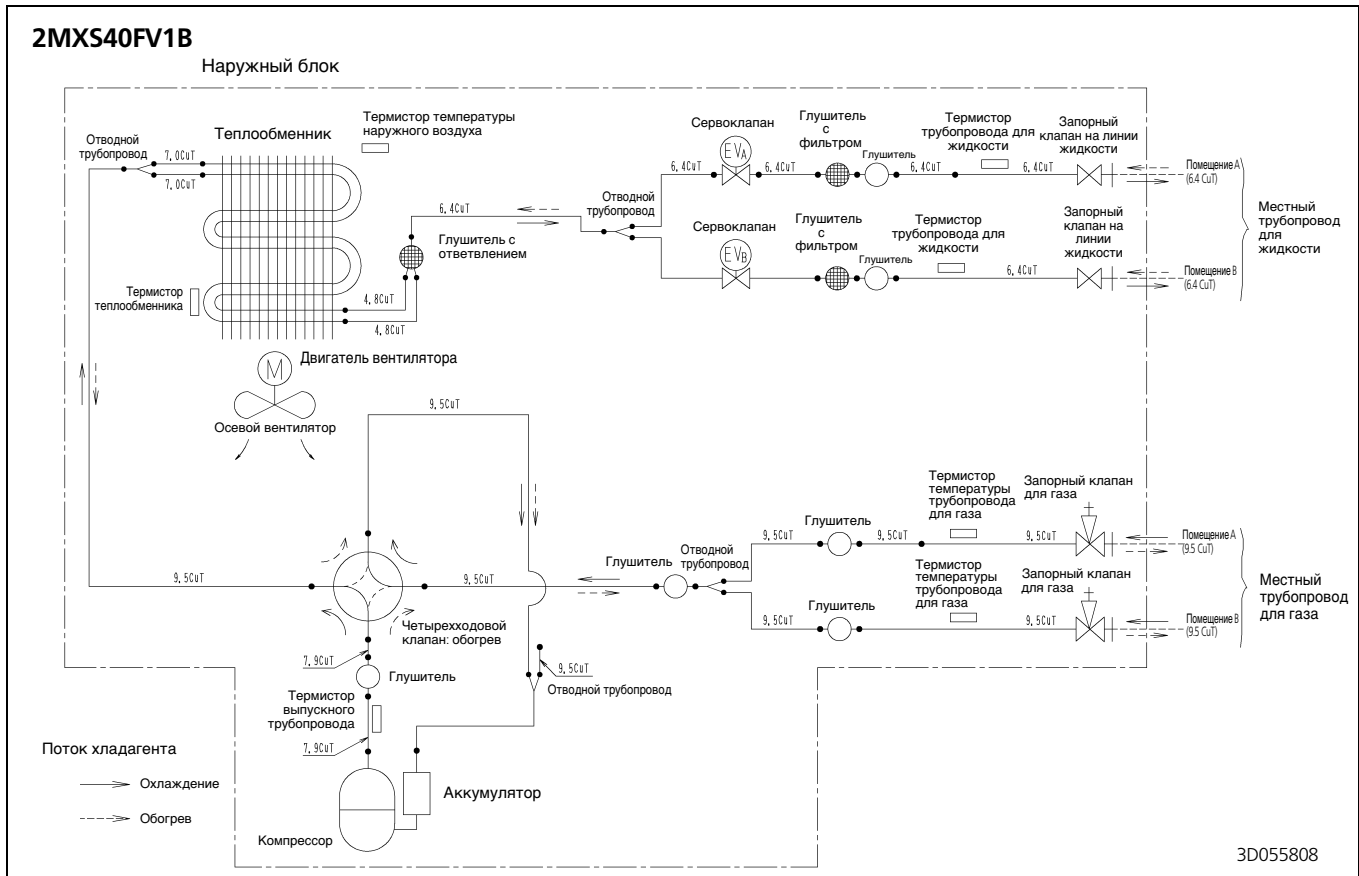 2MXS40FV1B
Наружный блок
Отводной
трубопровод
7,0CuT
7,0CuT
Теплообменник
Термистор температуры
наружного воздуха
Термистор
теплообменника
4,8CuT
4,8CuT
6,4CuT
Глушитель с
ответвлением
Отводной
трубопровод
Сервоклапан
EVA
6,4CuT
6,4CuT
Глушитель
с
фильтром
Глушитель
6,4CuT
Термистор
трубопровода для
жидкости
6,4CuT
Запорный
клапан на линии
жидкости
Помещение A
(6.4 CuT)
Сервоклапан
EVB
Глушитель
с
фильтром
Глушитель
Термистор
трубопровода для
жидкости
6,4CuT
Запорный
клапан на
линии
жидкости
Помещение B
(6.4 CuT)
Местный
трубопровод
для
жидкости
M
Двигатель вентилятора
Осевой вентилятор
9,5CuT
9,5CuT
Четырехходовой
клапан: обогрев
9,5CuT
Глушитель
Отводной
трубопровод
9,5CuT
Глушитель
9,5CuT
Термистор
температуры
трубопровода
для газа
9,5CuT
Запорный клапан
для газа
Помещение A
(9.5 CuT)
9,5CuT
Глушитель
Термистор
температуры
трубопровода
для газа
9,5CuT
Запорный клапан
для газа
Помещение B
(9.5 CuT)
Местный
трубопровод
для газа
7,9CuT
Глушитель
Термистор
выпускного
трубопровода
7,9CuT
9,5CuT
Отводной трубопровод
Аккумулятор
Компрессор
Поток хладагента
Охлаждение
Обогрев
3D055808